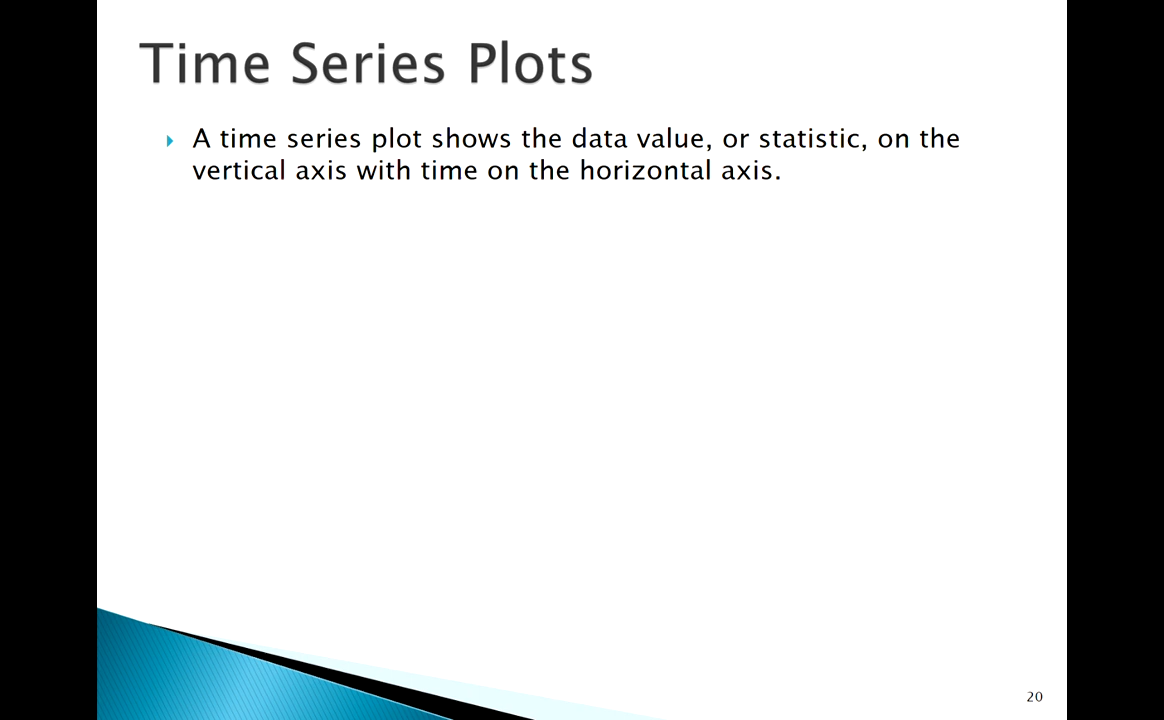 Time Series Plots
A time series plot shows the data value, or statistic, on the
vertical axis with time on the horizontal axis.
20